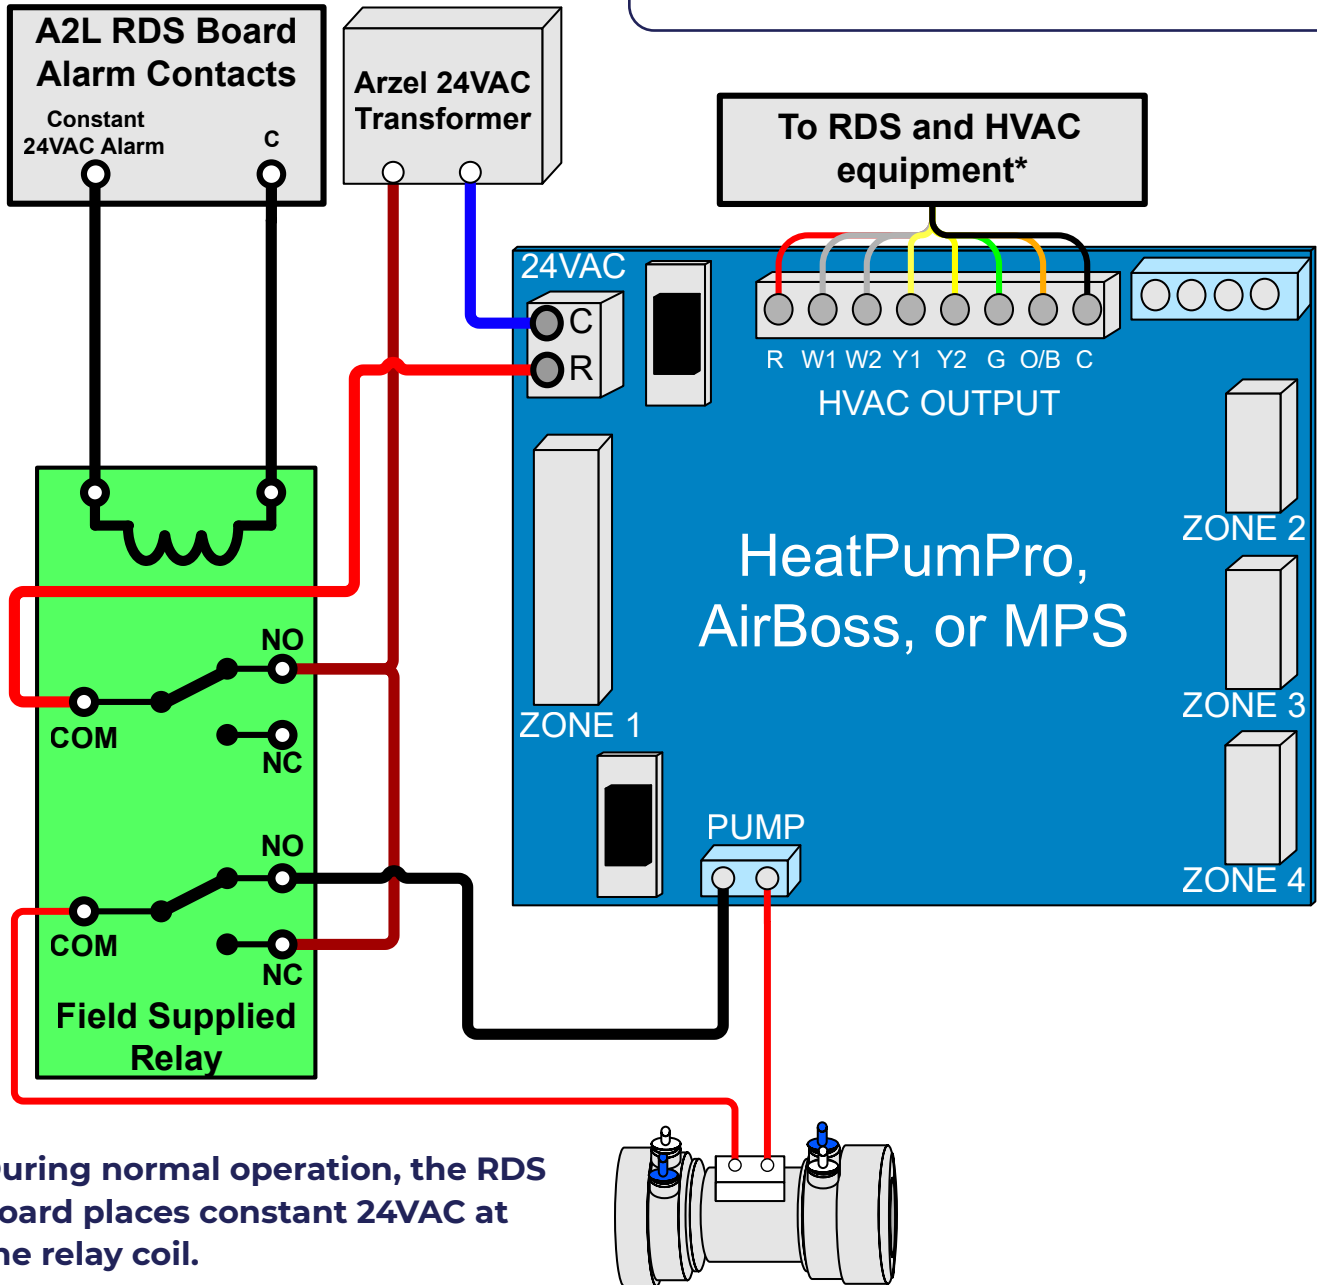 A2L RDS Board
Alarm Contacts
Constant
24VAC Alarm
C
Arzel 24VAC
Transformer
To RDS and HVAC
equipment*
24VAC
C
R
R W1 W2 Y1 Y2 G O/B C
HVAC OUTPUT
ZONE 1
ZONE 2
ZONE 3
ZONE 4
HeatPumPro,
AirBoss, or MPS
PUMP
NO
COM
NC
NO
COM
NC
Field Supplied
Relay
uring normal operation, the RDS
oard places constant 24VAC at
he relay coil.